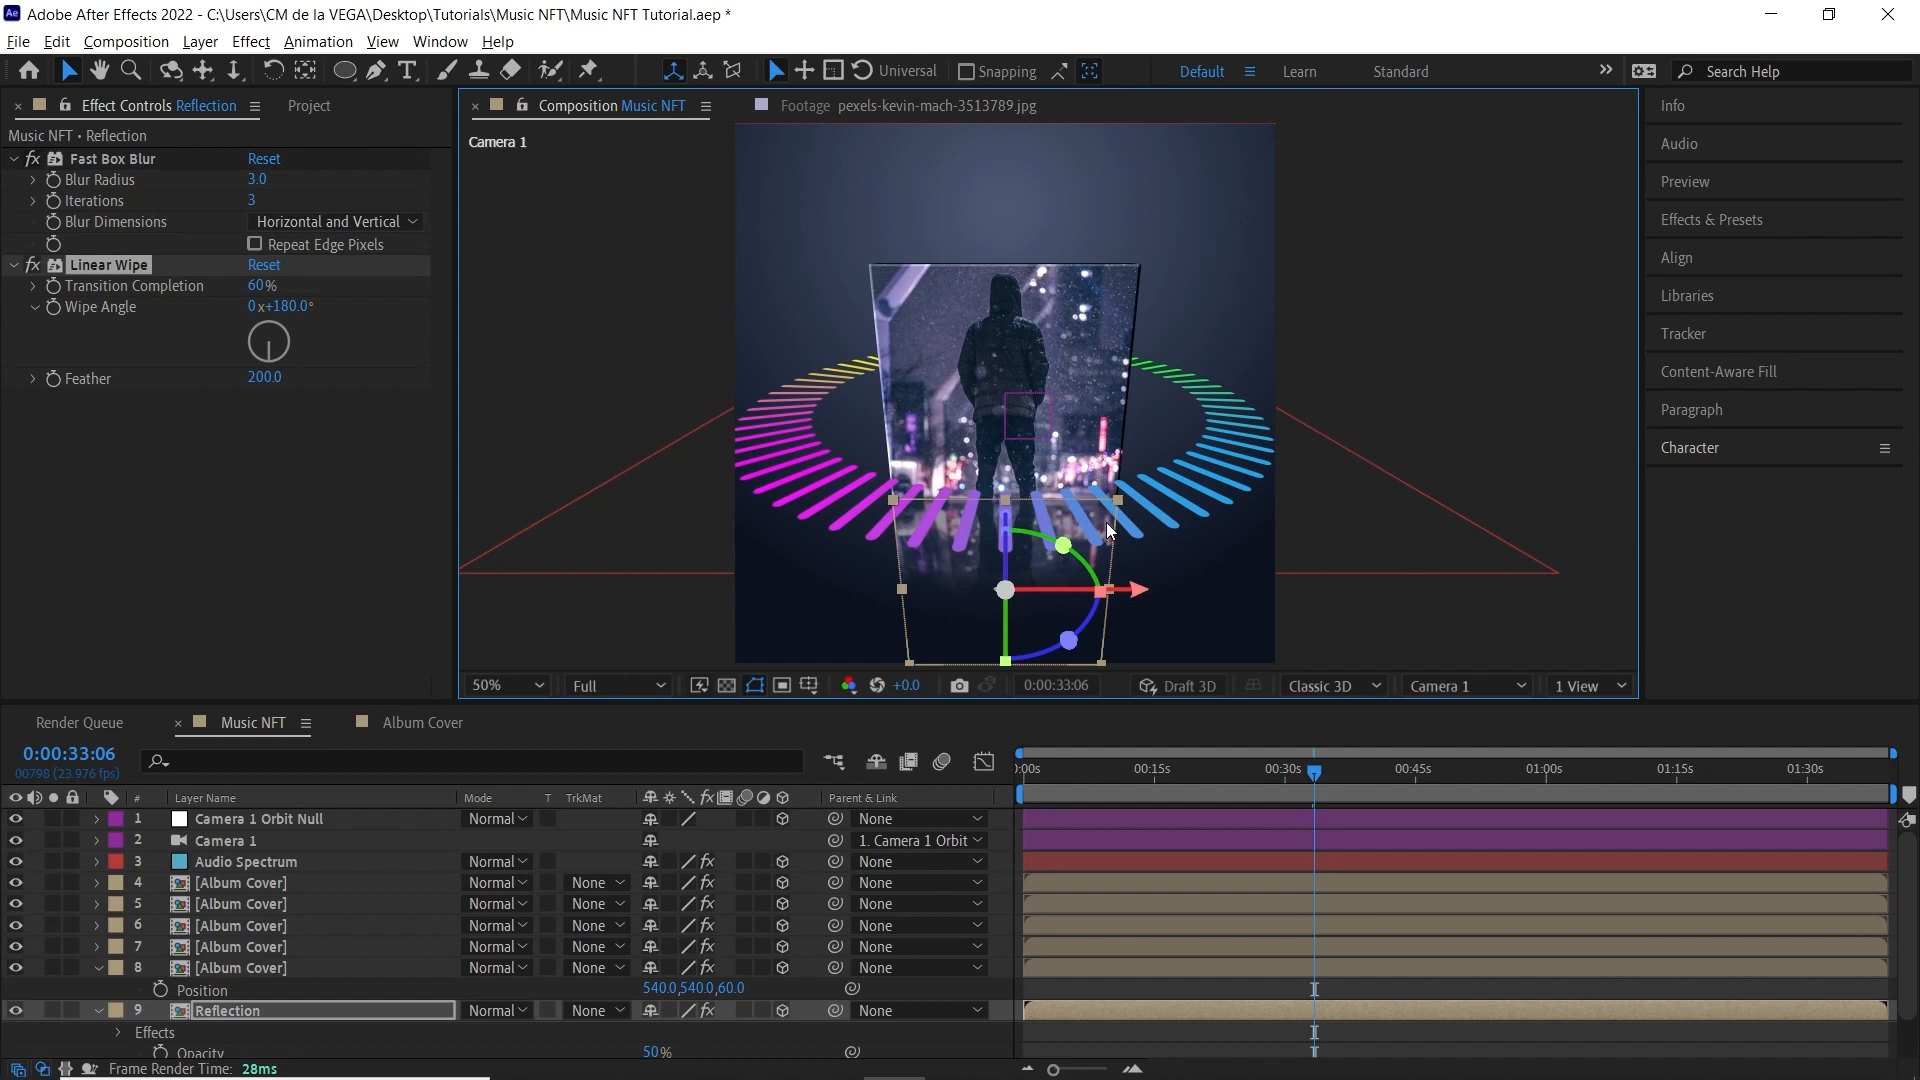 Adobe After Effects 2022 - C:\Users\CM de la VEGA\Desktop\Tutorials\Music NFT\Music NFT Tutorial.aep *
File Edit Composition Layer Effect Animation View Window Help
Universal Snapping Default Learn Standard Search Help
Effect Controls Reflection Project
Composition Music NFT Footage pexels-kevin-mach-3513789.jpg
Music NFT • Reflection
fx Fast Box Blur Reset
Blur Radius 3.0
Iterations 3
Blur Dimensions Horizontal and Vertical
Repeat Edge Pixels
fx Linear Wipe Reset
Transition Completion 60%
Wipe Angle 0x+180.0°
Feather 200.0
Camera 1
Info
Audio
Preview
Effects & Presets
Align
Libraries
Tracker
Content-Aware Fill
Paragraph
Character
50% Full +0.0 0:00:33:06 Draft 3D Classic 3D Camera 1 1 View
Render Queue Music NFT Album Cover
0:00:33:06
00798 (23.976 fps)
):00s 00:15s 00:30s 00:45s 01:00s 01:15s 01:30s
# Layer Name Mode T TrkMat fx Parent & Link
1 Camera 1 Orbit Null Normal None
2 Camera 1 1. Camera 1 Orbit
3 Audio Spectrum Normal fx None
4 [Album Cover] Normal None fx None
5 [Album Cover] Normal None fx None
6 [Album Cover] Normal None fx None
7 [Album Cover] Normal None fx None
8 [Album Cover] Normal None fx None
Position 540.0,540.0,60.0
9 Reflection Normal None fx None
Effects
Opacity 50%
Frame Render Time: 28ms